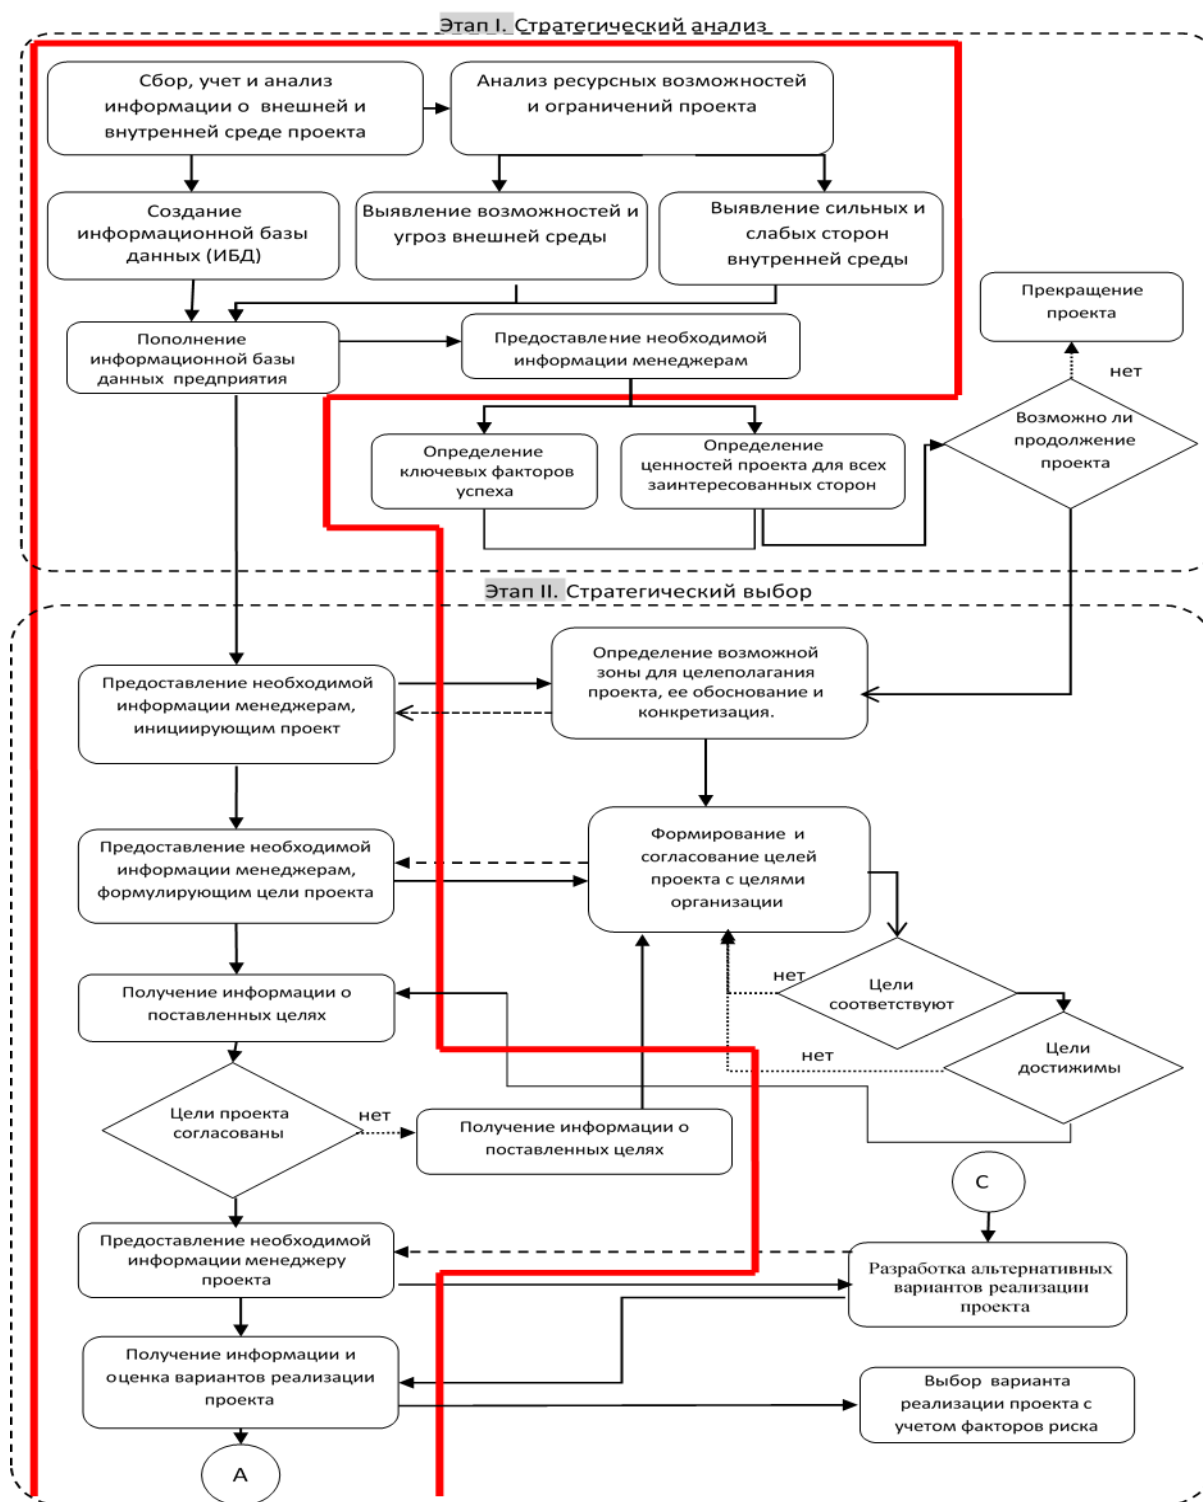 Этап I. Стратегический анализ
Сбор, учет и анализ
информации о внешней и
внутренней среде проекта
Анализ ресурсных возможностей
и ограничений проекта
Создание
информационной базы
данных (ИБД)
Выявление возможностей и
угроз внешней среды
Выявление сильных и
слабых сторон
внутренней среды
Прекращение
проекта
Пополнение
информационной базы
данных предприятия
Предоставление необходимой
информации менеджерам
нет
Возможно ли
продолжение
проекта
Определение
ключевых факторов
успеха
Определение
ценностей проекта для всех
заинтересованных сторон
Этап II. Стратегический выбор
Предоставление необходимой
информации менеджерам,
инициирующим проект
Определение возможной
зоны для целеполагания
проекта, ее обоснование и
конкретизация.
Предоставление необходимой
информации менеджерам,
формулирующим цели проекта
Формирование и
согласование целей
проекта с целями
организации
Получение информации о
поставленных целях
нет
Цели
соответствуют
нет
Цели
достижимы
Цели проекта
согласованы
нет
Получение информации о
поставленных целях
С
Предоставление необходимой
информации менеджеру
проекта
Разработка альтернативных
вариантов реализации
проекта
Получение информации и
оценка вариантов реализации
проекта
Выбор варианта
реализации проекта с
учетом факторов риска
А